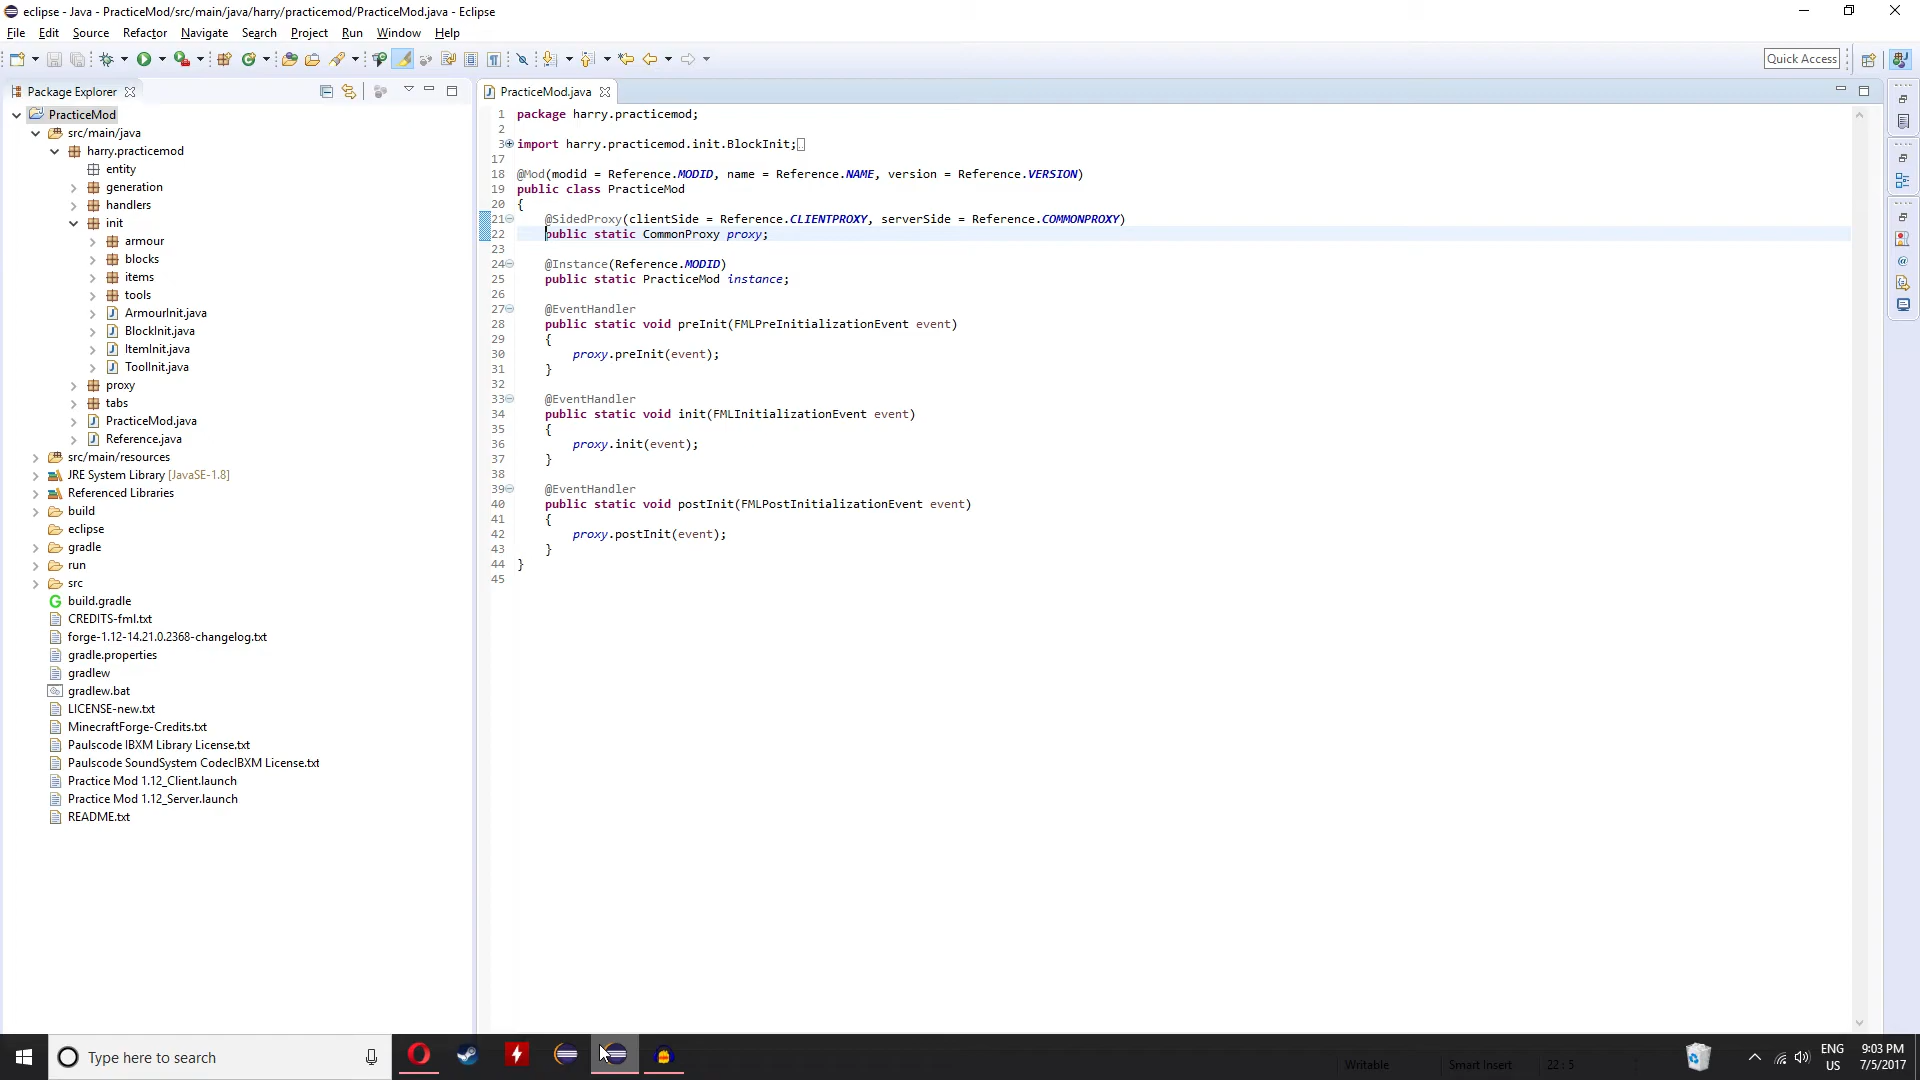 eclipse - Java - PracticeMod/src/main/java/harry/practicemod/PracticeMod.java - Eclipse
File Edit Source Refactor Navigate Search Project Run Window Help
Quick Access
Package Explorer
PracticeMod
src/main/java
harry.practicemod
entity
generation
handlers
init
armour
blocks
items
tools
ArmourInit.java
BlockInit.java
ItemInit.java
ToolInit.java
proxy
tabs
PracticeMod.java
Reference.java
src/main/resources
JRE System Library [JavaSE-1.8]
Referenced Libraries
build
eclipse
gradle
run
src
build.gradle
CREDITS-fml.txt
forge-1.12-14.21.0.2368-changelog.txt
gradle.properties
gradlew
gradlew.bat
LICENSE-new.txt
MinecraftForge-Credits.txt
Paulscode IBXM Library License.txt
Paulscode SoundSystem CodecIBXM License.txt
Practice Mod 1.12_Client.launch
Practice Mod 1.12_Server.launch
README.txt
PracticeMod.java
1 package harry.practicemod;
2
3 import harry.practicemod.init.BlockInit;
17
18 @Mod(modid = Reference.MODID, name = Reference.NAME, version = Reference.VERSION)
19 public class PracticeMod
20 {
21 @SidedProxy(clientSide = Reference.CLIENTPROXY, serverSide = Reference.COMMONPROXY)
22 public static CommonProxy proxy;
23
24 @Instance(Reference.MODID)
25 public static PracticeMod instance;
26
27 @EventHandler
28 public static void preInit(FMLPreInitializationEvent event)
29 {
30 proxy.preInit(event);
31 }
32
33 @EventHandler
34 public static void init(FMLInitializationEvent event)
35 {
36 proxy.init(event);
37 }
38
39 @EventHandler
40 public static void postInit(FMLPostInitializationEvent event)
41 {
42 proxy.postInit(event);
43 }
44 }
45
Writable Smart Insert 22 : 5
Type here to search
ENG
US
9:03 PM
7/5/2017